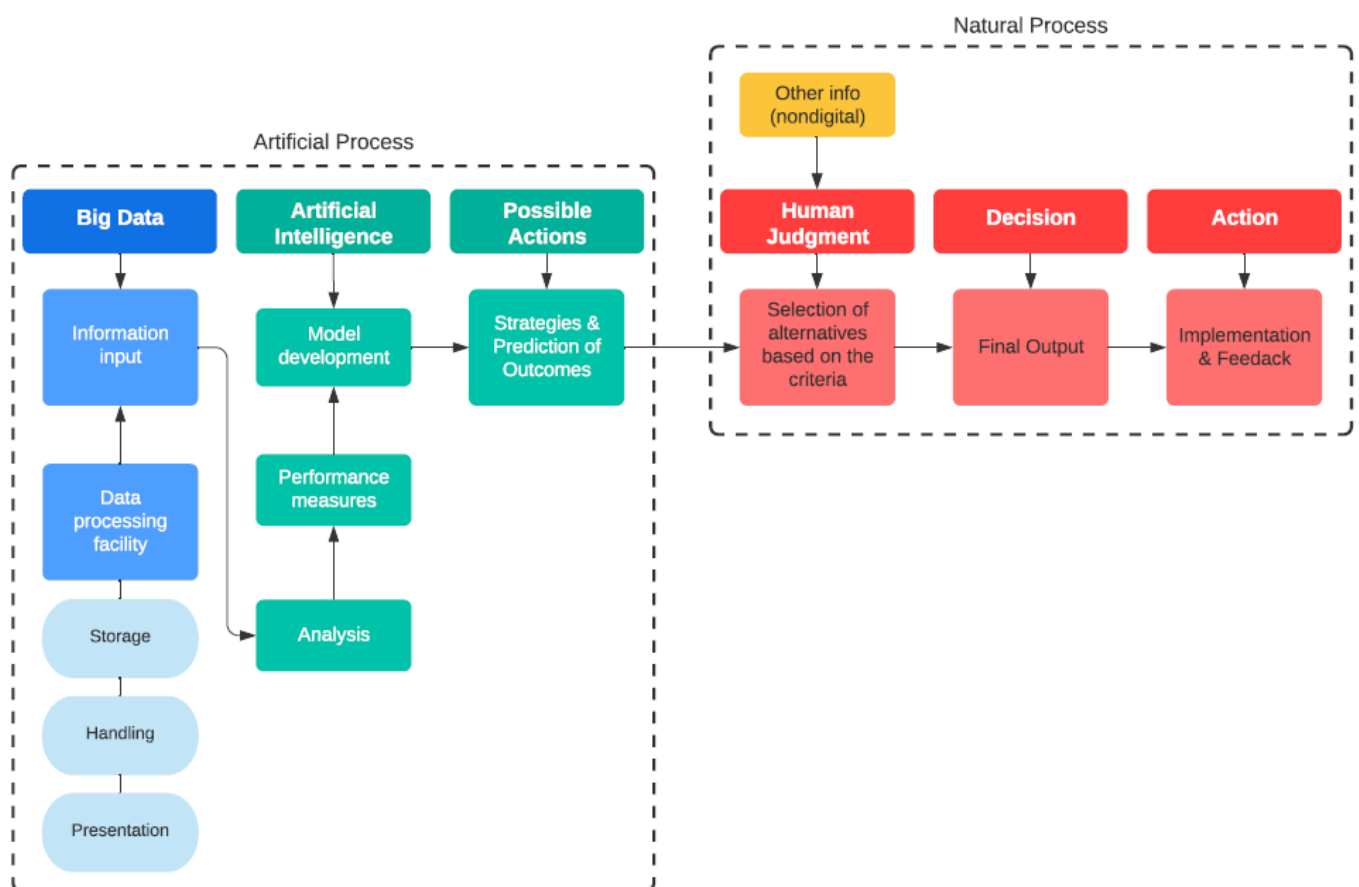 Natural Process
Other info
(nondigital)
Artificial Process
Big Data
Artificial
Intelligence
Possible
Actions
Human
Judgment
Decision
Action
Information
input
Model
development
Strategies &
Prediction of
Outcomes
Selection of
alternatives
based on the
criteria
Final Output
Implementation
& Feedack
Data
processing
facility
Performance
measures
Storage
Analysis
Handling
Presentation